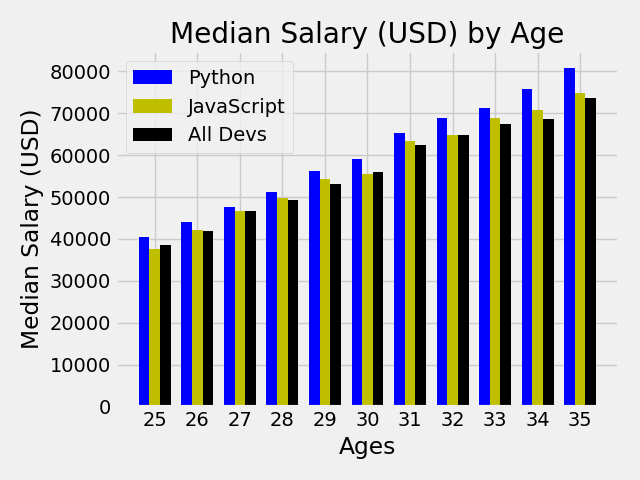 Median Salary (USD) by Age
Python
JavaScript
All Devs
Median Salary (USD)
80000
70000
60000
50000
40000
30000
20000
10000
0
25 26 27 28 29 30 31 32 33 34 35
Ages